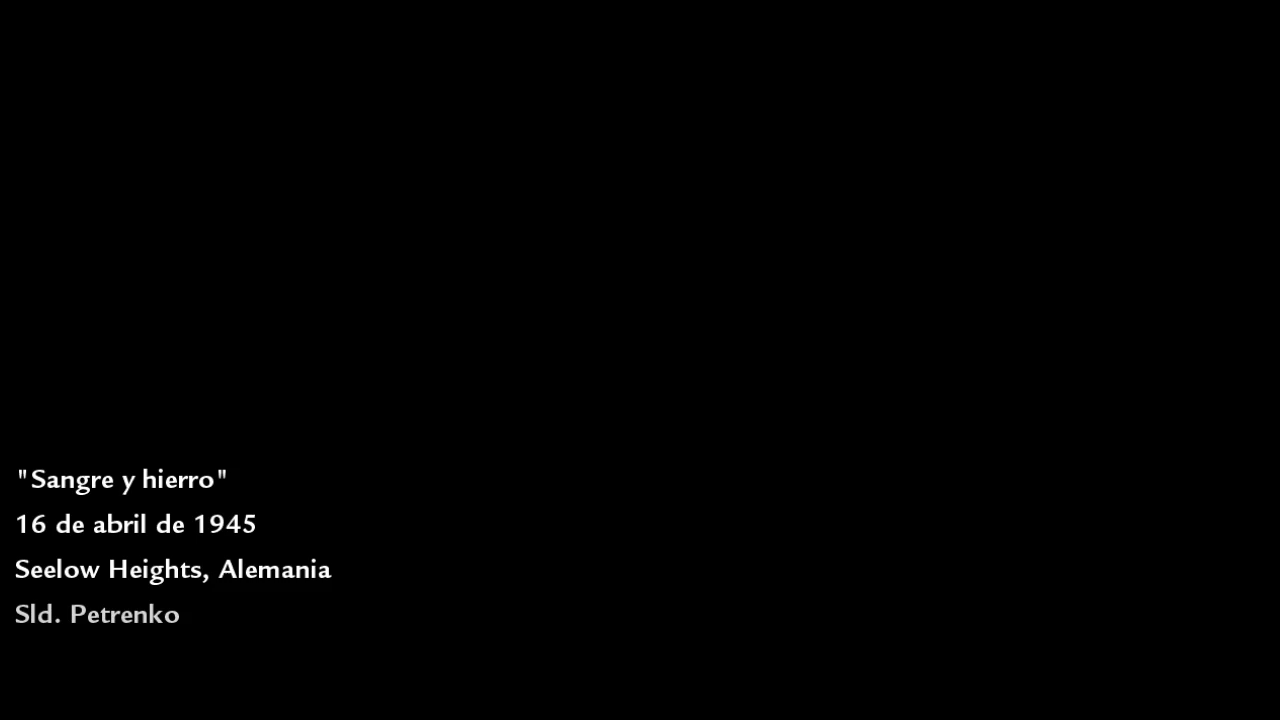 "Sangre y hierro"
16 de abril de 1945
Seelow Heights, Alemania
Sld. Petrenko